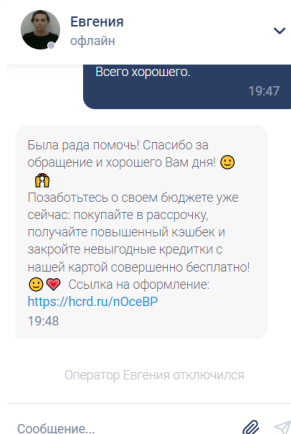 Евгения
офлайн
Всего хорошего.
19:47
Была рада помочь! Спасибо за
обращение и хорошего Вам дня! 🙂
🙌
Позаботьтесь о своем бюджете уже
сейчас: покупайте в рассрочку,
получайте повышенный кэшбек и
закройте невыгодные кредитки с
нашей картой совершенно бесплатно!
🙂💗 Ссылка на оформление:
https://hcrd.ru/nOceBP
19:48
Оператор Евгения отключился
Сообщение...